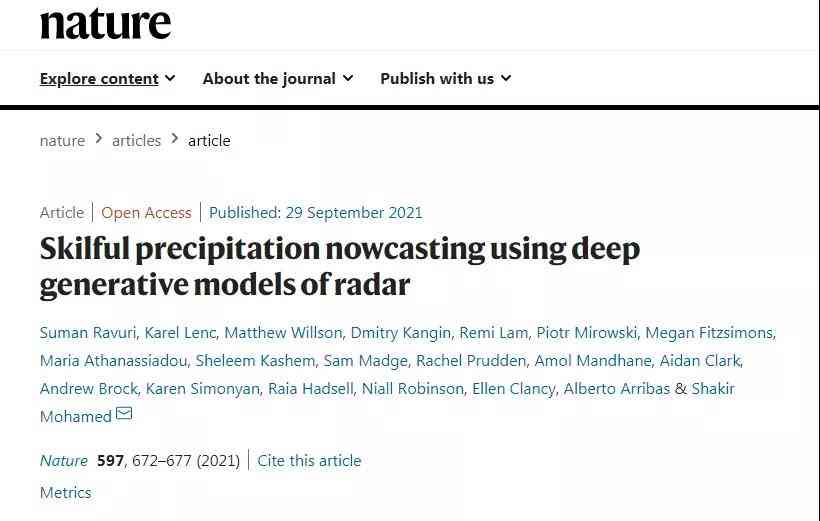 nature
Explore content About the journal Publish with us
nature > articles > article
Article | Open Access | Published: 29 September 2021
Skilful precipitation nowcasting using deep
generative models of radar
Suman Ravuri, Karel Lenc, Matthew Willson, Dmitry Kangin, Remi Lam, Piotr Mirowski, Megan Fitzsimons,
Maria Athanassiadou, Sheleem Kashem, Sam Madge, Rachel Prudden, Amol Mandhane, Aidan Clark,
Andrew Brock, Karen Simonyan, Raia Hadsell, Niall Robinson, Ellen Clancy, Alberto Arribas & Shakir
Mohamed
Nature 597, 672–677 (2021) | Cite this article
Metrics